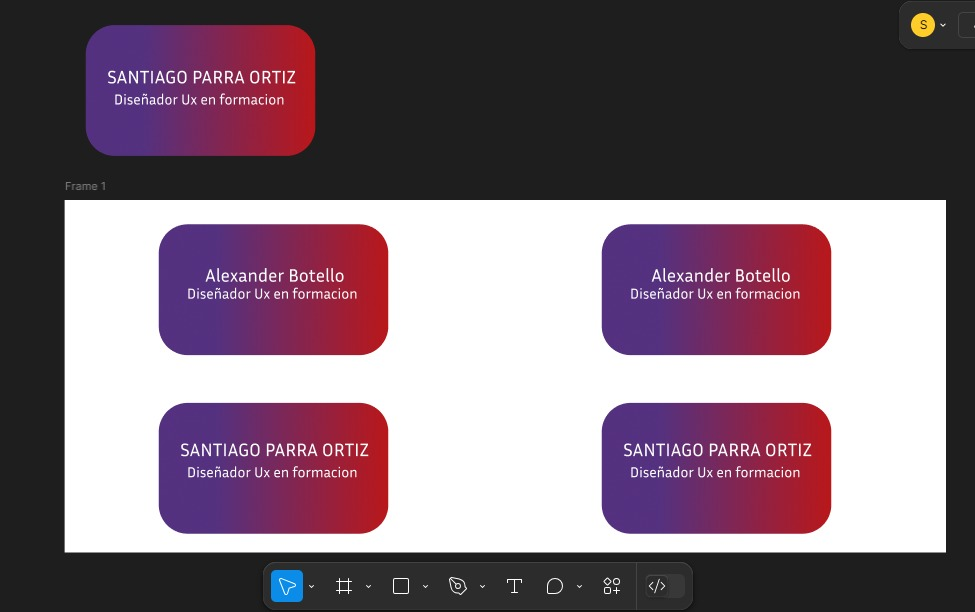 S
SANTIAGO PARRA ORTIZ
Diseñador Ux en formacion
Frame 1
Alexander Botello
Diseñador Ux en formacion
Alexander Botello
Diseñador Ux en formacion
SANTIAGO PARRA ORTIZ
Diseñador Ux en formacion
SANTIAGO PARRA ORTIZ
Diseñador Ux en formacion